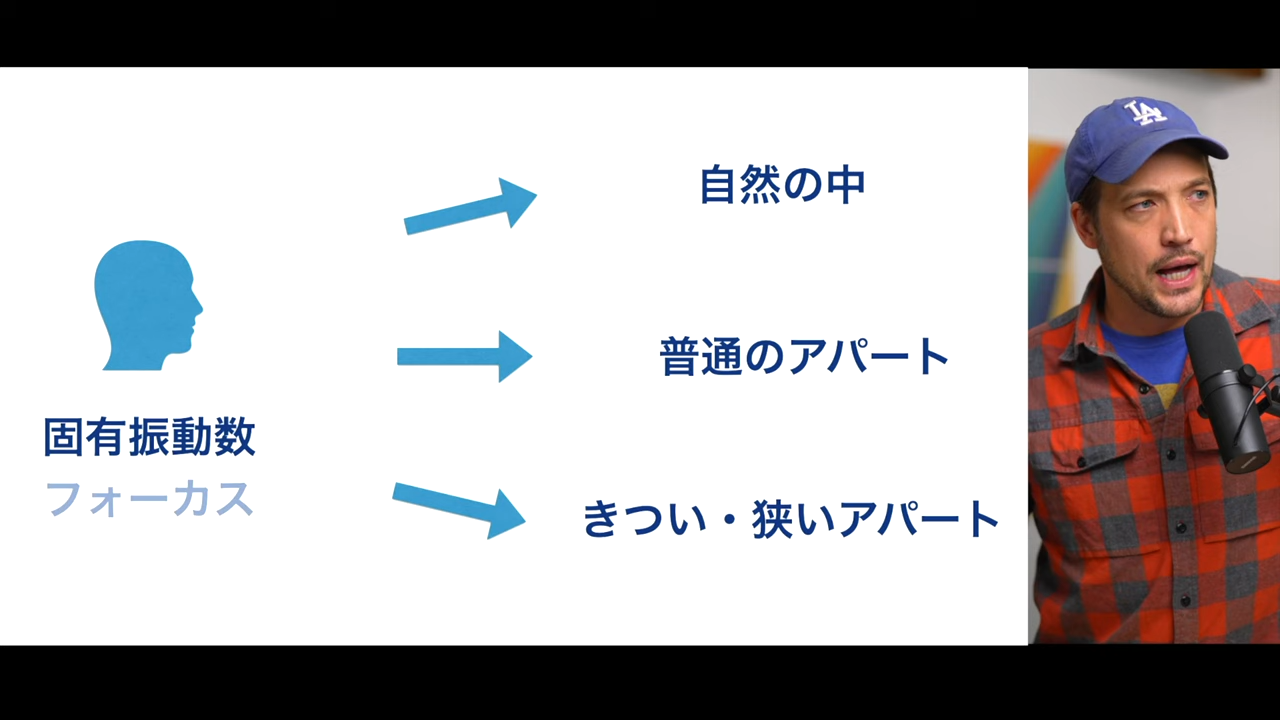 固有振動数
フォーカス
自然の中
普通のアパート
きつい・狭いアパート
LA